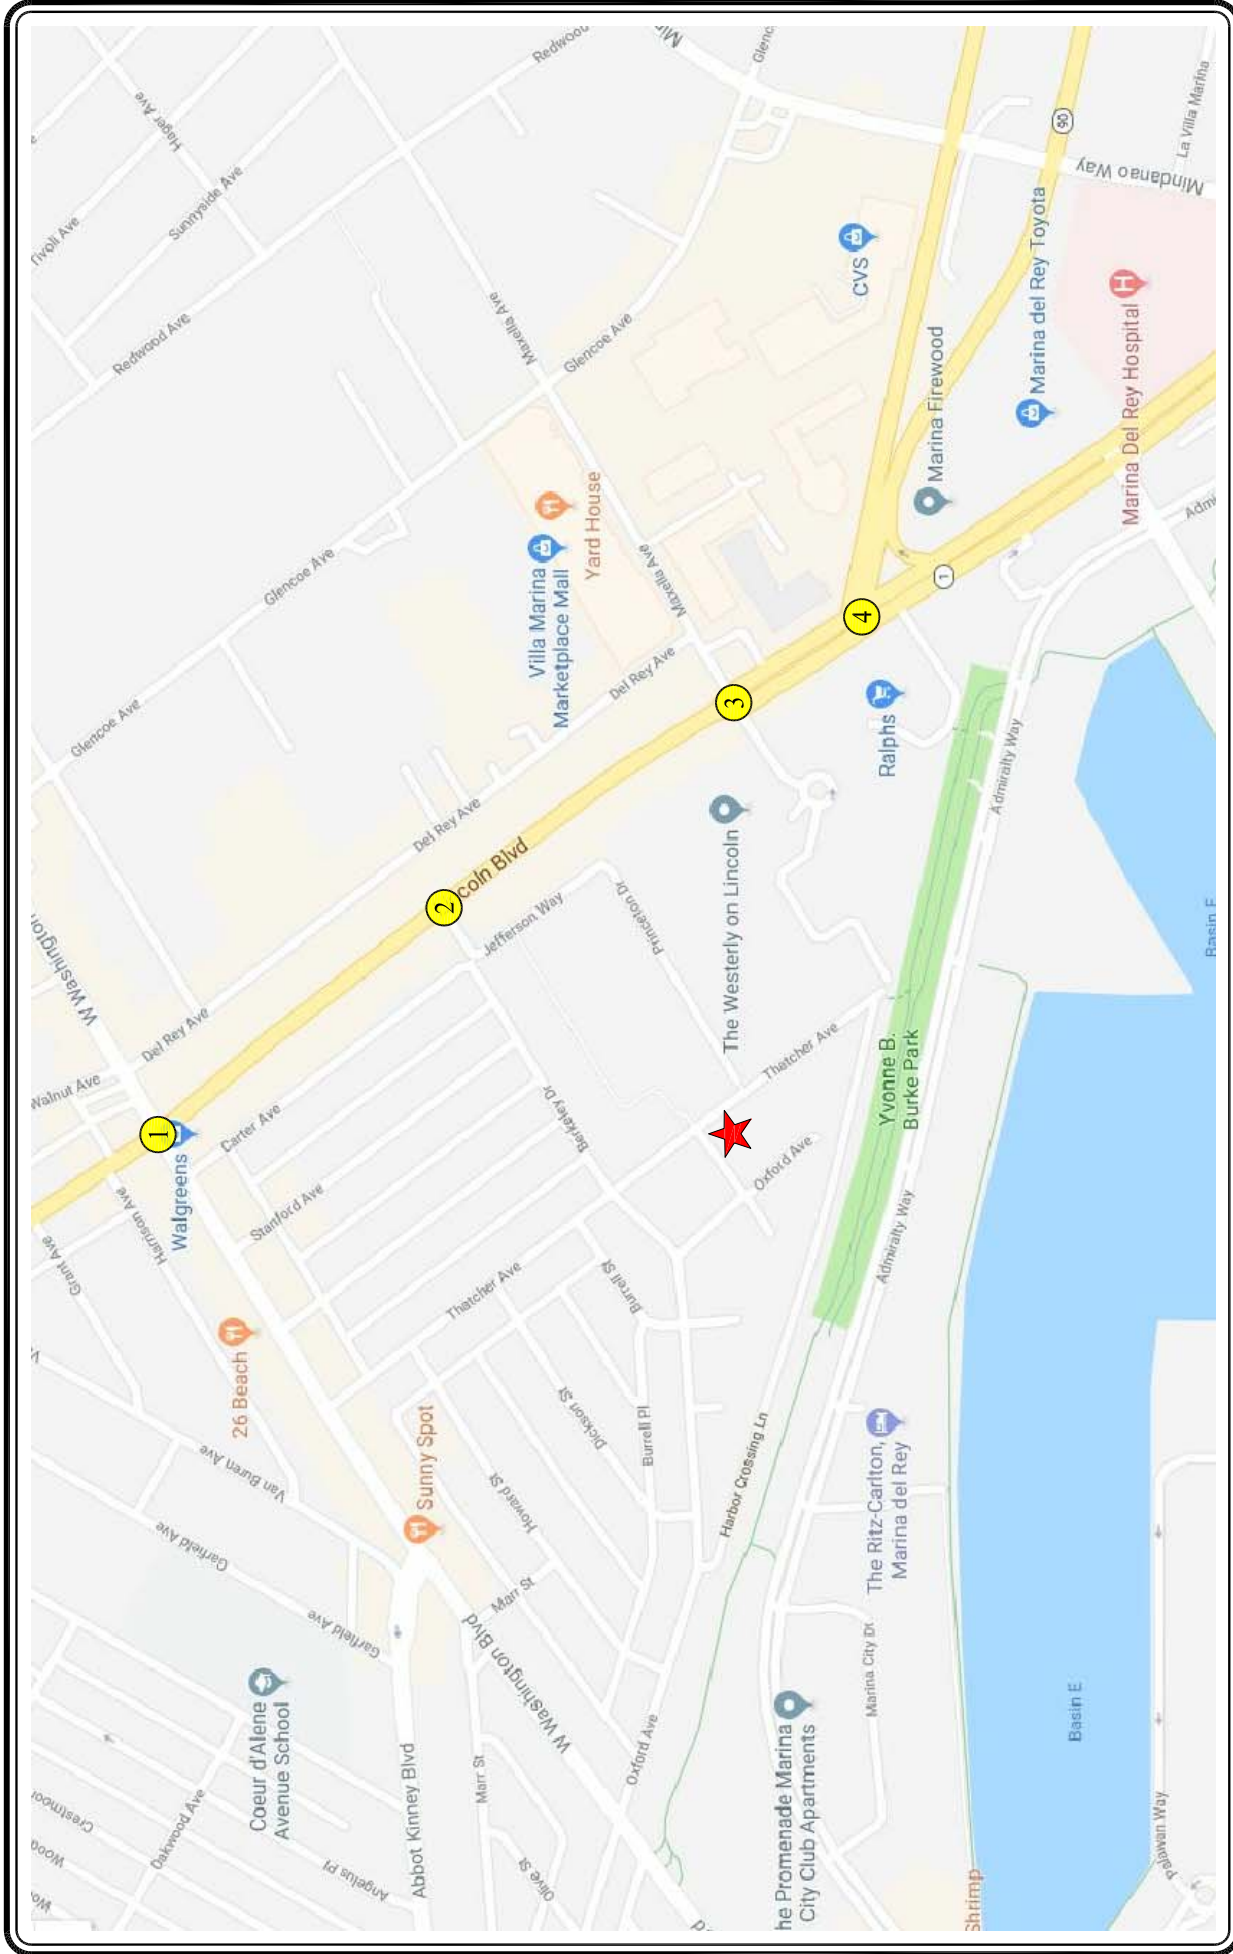 Coeur d'Alene
Avenue School
Oakwood Ave
Angelus Pl
Abbot Kinney Blvd
Marr St
Olive St
Garfield Ave
Garfield Ave
Van Buren Ave
26 Beach
Sunny Spot
Marr St
W Washington Blvd
Oxford Ave
he Promenade Marina
City Club Apartments
Marina City Dr
The Ritz-Carlton,
Marina del Rey
Shrimp
Basin E
Palawan Way
Harbor Crossing Ln
Howard St
Dickson St
Burrell Pl
Burrell St
Thatcher Ave
Grant Ave
Harrison Ave
Walgreens
Stanford Ave
Carter Ave
1
Walnut Ave
Del Rey Ave
W Washington
Berkeley Dr
Oxford Ave
Thatcher Ave
Admiralty Way
Yvonne B.
Burke Park
The Westerly on Lincoln
Princeton Dr
Jefferson Way
2
coln Blvd
Del Rey Ave
Glencoe Ave
Glencoe Ave
Villa Marina
Marketplace Mall
Yard House
Del Rey Ave
Maxella Ave
3
4
Ralphs
Admiralty Way
1
Marina Firewood
Marina del Rey Toyota
Marina Del Rey Hospital
CVS
Glencoe Ave
Maxella Ave
Redwood Ave
Sunnyside Ave
Tivoli Ave
Hager Ave
Redwood
Min
Glenc
90
Mindanao Way
La Villa Marina
Admi
Crestmoor
Woo